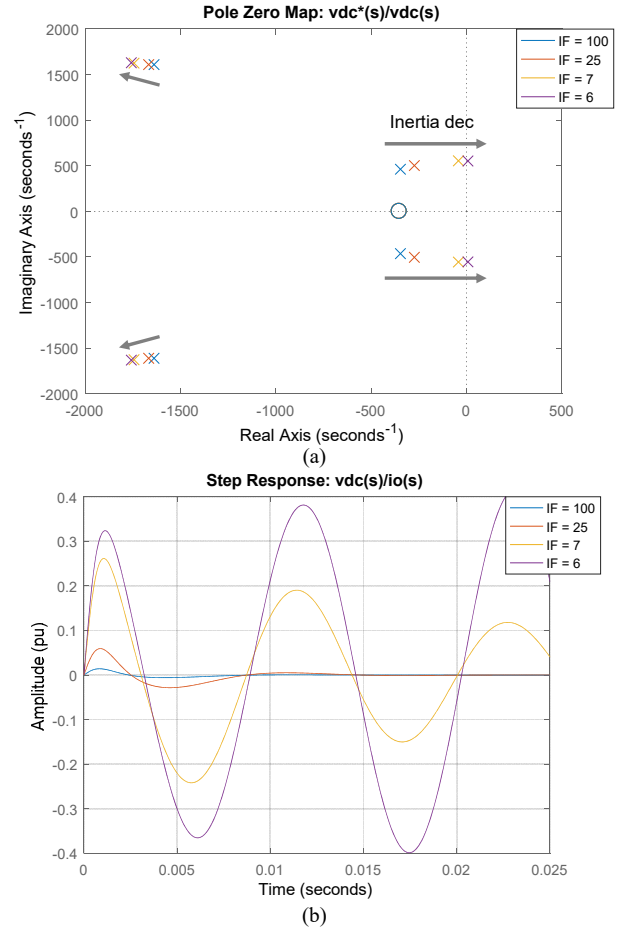 Pole Zero Map: vdc*(s)/vdc(s)
2000
1500
1000
500
0
-500
-1000
-1500
-2000
Imaginary Axis (seconds-1)
IF = 100
IF = 25
IF = 7
IF = 6
Inertia dec
-2000
-1500
-1000
-500
0
500
Real Axis (seconds-1)
(a)
Step Response: vdc(s)/io(s)
0.4
0.3
0.2
0.1
0
-0.1
-0.2
-0.3
-0.4
Amplitude (pu)
IF = 100
IF = 25
IF = 7
IF = 6
0
0.005
0.01
0.015
0.02
0.025
Time (seconds)
(b)